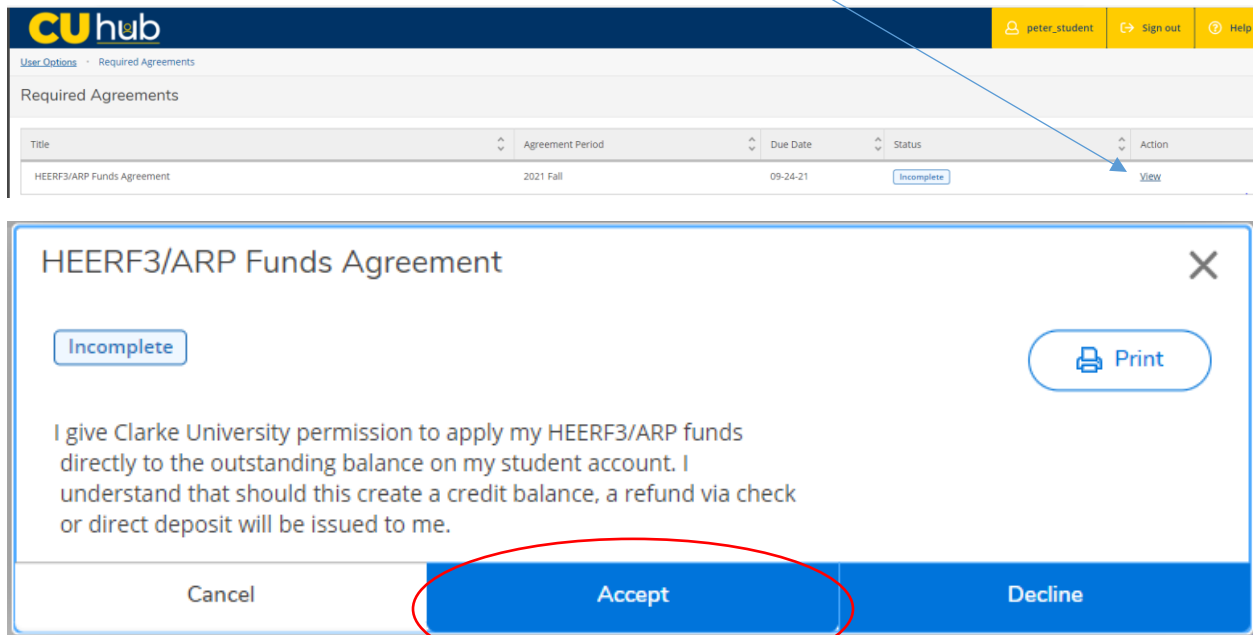 CUhub peter_student Sign out Help
User Options · Required Agreements
Required Agreements
Title Agreement Period Due Date Status Action
HEERF3/ARP Funds Agreement 2021 Fall 09-24-21 Incomplete View
HEERF3/ARP Funds Agreement
Incomplete
Print
I give Clarke University permission to apply my HEERF3/ARP funds
directly to the outstanding balance on my student account. I
understand that should this create a credit balance, a refund via check
or direct deposit will be issued to me.
Cancel Accept Decline